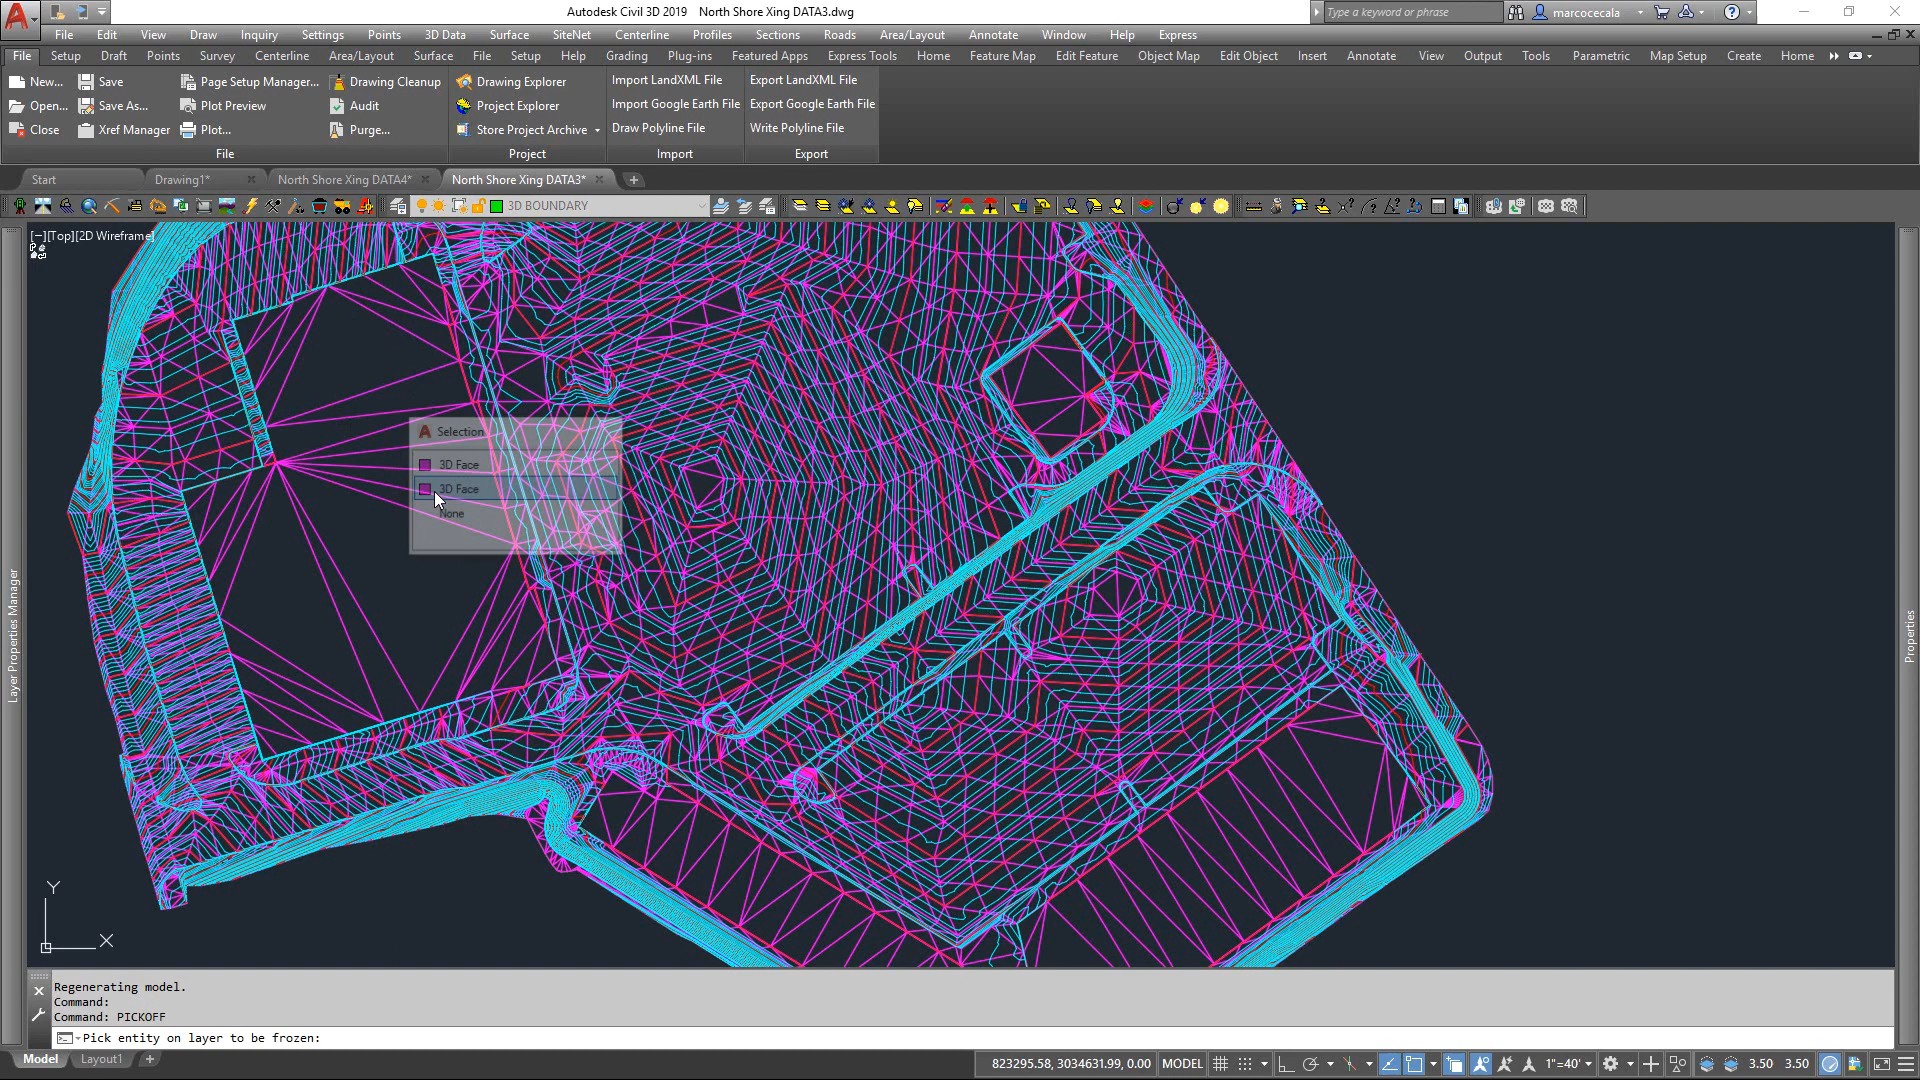 Autodesk Civil 3D 2019 North Shore Xing DATA3.dwg
Type a keyword or phrase
marcocecala
File Edit View Draw Inquiry Settings Points 3D Data Surface SiteNet Centerline Profiles Sections Roads Area/Layout Annotate Window Help Express
File Setup Draft Points Survey Centerline Area/Layout Surface File Setup Help Grading Plug-ins Featured Apps Express Tools Home Feature Map Edit Feature Object Map Edit Object Insert Annotate View Output Tools Parametric Map Setup Create Home
New... Save Page Setup Manager... Drawing Cleanup Drawing Explorer Import LandXML File Export LandXML File
Open... Save As... Plot Preview Audit Project Explorer Import Google Earth File Export Google Earth File
Close Xref Manager Plot... Purge... Store Project Archive Draw Polyline File Write Polyline File
File Project Import Export
Start Drawing1* North Shore Xing DATA4* North Shore Xing DATA3*
3D BOUNDARY
[−][Top][2D Wireframe]
Selection
3D Face
3D Face
None
Layer Properties Manager
Properties
Y
X
Regenerating model.
Command:
Command: PICKOFF
Pick entity on layer to be frozen:
Model Layout1
823295.58, 3034631.99, 0.00 MODEL 1"=40' 3.50 3.50